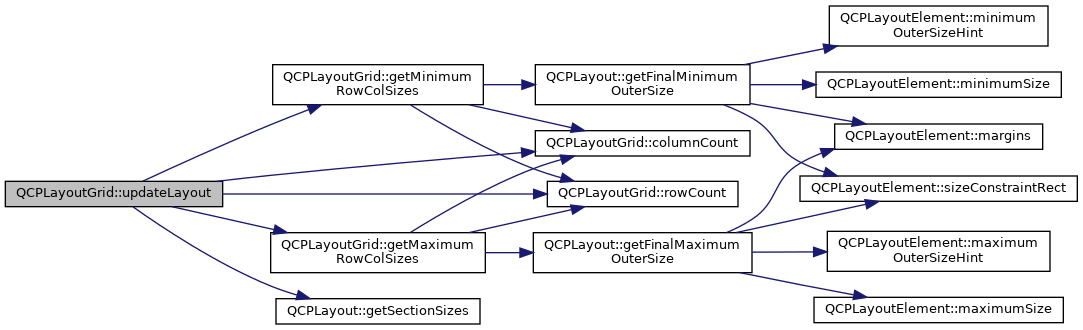 QCPLayoutGrid::updateLayout
QCPLayoutGrid::getMinimum
RowColSizes
QCPLayoutGrid::getMaximum
RowColSizes
QCPLayout::getSectionSizes
QCPLayout::getFinalMinimum
OuterSize
QCPLayoutGrid::columnCount
QCPLayoutGrid::rowCount
QCPLayout::getFinalMaximum
OuterSize
QCPLayoutElement::minimum
OuterSizeHint
QCPLayoutElement::minimumSize
QCPLayoutElement::margins
QCPLayoutElement::sizeConstraintRect
QCPLayoutElement::maximum
OuterSizeHint
QCPLayoutElement::maximumSize